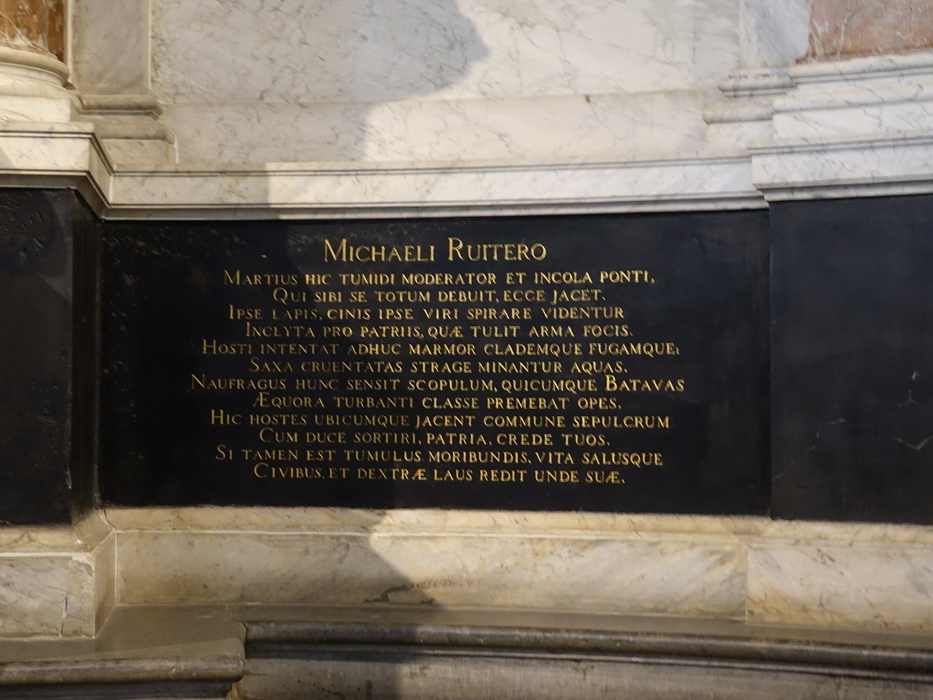 MICHAELI RUITERO
MARTIUS HIC TUMIDI MODERATOR ET INCOLA PONTI,
QUI SIBI SE TOTUM DEBUIT, ECCE JACET.
IPSE LAPIS, CINIS IPSE VIRI SPIRARE VIDENTUR
INCLYTA PRO PATRIIS, QUÆ TULIT ARMA FOCIS.
HOSTI INTENTAT ADHUC MARMOR CLADEMQUE FUGAMQUE:
SAXA CRUENTATAS STRAGE MINANTUR AQUAS.
NAUFRAGUS HUNC SENSIT SCOPULUM, QUICUMQUE BATAVAS
ÆQUORA TURBANTI CLASSE PREMEBAT OPES.
HIC HOSTES UBICUMQUE JACENT COMMUNE SEPULCRUM
CUM DUCE SORTIRI, PATRIA, CREDE TUOS.
SI TAMEN EST TUMULUS MORIBUNDIS, VITA SALUSQUE
CIVIBUS, ET DEXTRÆ LAUS REDIT UNDE SUÆ.